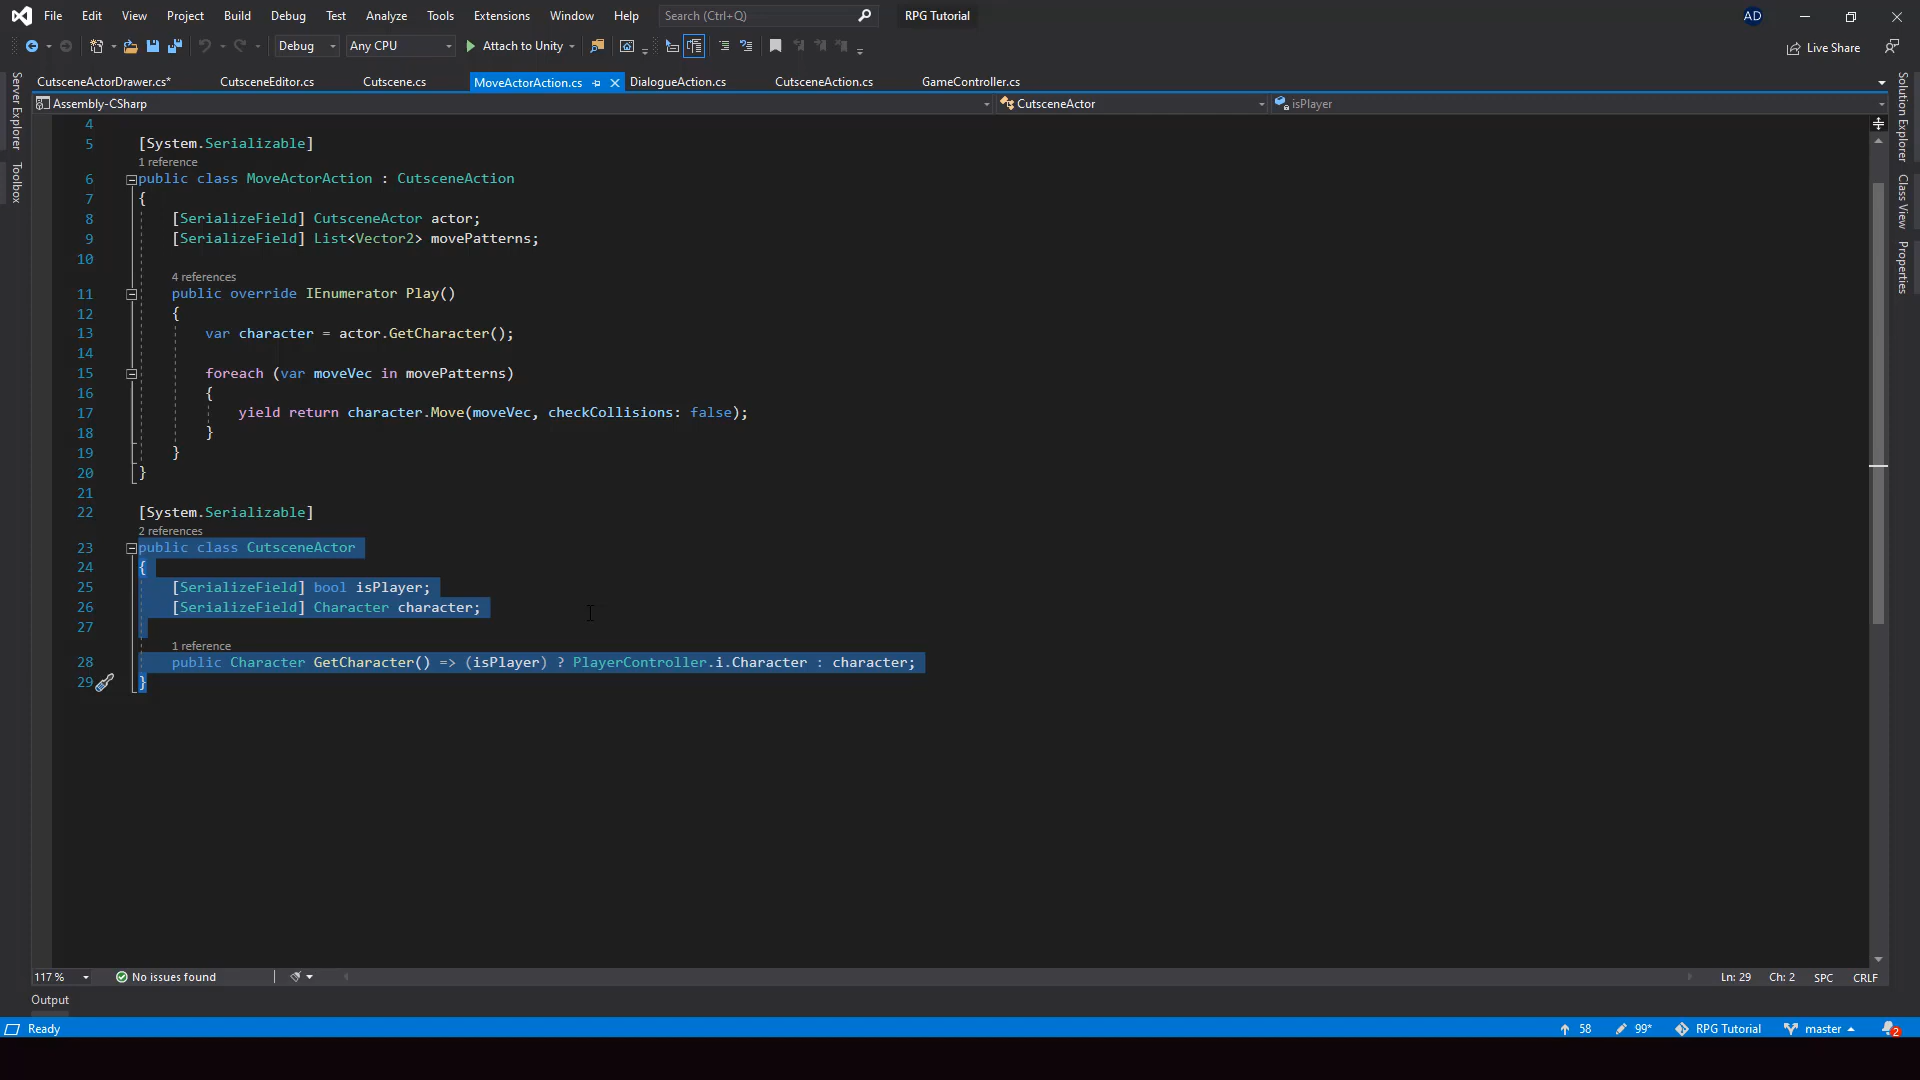 File Edit View Project Build Debug Test Analyze Tools Extensions Window Help Search (Ctrl+Q) RPG Tutorial AD
Debug Any CPU Attach to Unity Live Share
CutsceneActorDrawer.cs* CutsceneEditor.cs Cutscene.cs MoveActorAction.cs DialogueAction.cs CutsceneAction.cs GameController.cs
Assembly-CSharp CutsceneActor isPlayer
Server Explorer
Toolbox
Solution Explorer
Class View
Properties
4
5 [System.Serializable]
1 reference
6 public class MoveActorAction : CutsceneAction
7 {
8 [SerializeField] CutsceneActor actor;
9 [SerializeField] List<Vector2> movePatterns;
10
4 references
11 public override IEnumerator Play()
12 {
13 var character = actor.GetCharacter();
14
15 foreach (var moveVec in movePatterns)
16 {
17 yield return character.Move(moveVec, checkCollisions: false);
18 }
19 }
20 }
21
22 [System.Serializable]
2 references
23 public class CutsceneActor
24 {
25 [SerializeField] bool isPlayer;
26 [SerializeField] Character character;
27
1 reference
28 public Character GetCharacter() => (isPlayer) ? PlayerController.i.Character : character;
29 }
117 % No issues found Ln: 29 Ch: 2 SPC CRLF
Output
Ready 58 99* RPG Tutorial master 2